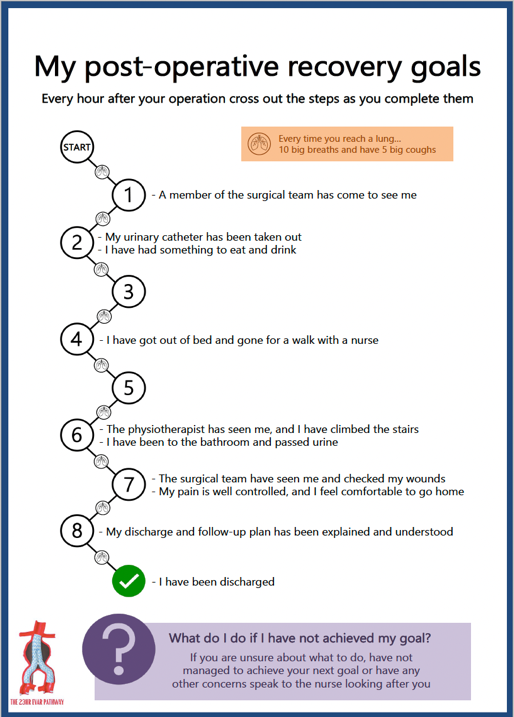 My post-operative recovery goals
Every hour after your operation cross out the steps as you complete them
Every time you reach a lung...
10 big breaths and have 5 big coughs
START
1
- A member of the surgical team has come to see me
2
- My urinary catheter has been taken out
- I have had something to eat and drink
3
4
- I have got out of bed and gone for a walk with a nurse
5
6
- The physiotherapist has seen me, and I have climbed the stairs
- I have been to the bathroom and passed urine
7
- The surgical team have seen me and checked my wounds
- My pain is well controlled, and I feel comfortable to go home
8
- My discharge and follow-up plan has been explained and understood
- I have been discharged
?
What do I do if I have not achieved my goal?
If you are unsure about what to do, have not
managed to achieve your next goal or have any
other concerns speak to the nurse looking after you
THE 23HR EVAR PATHWAY